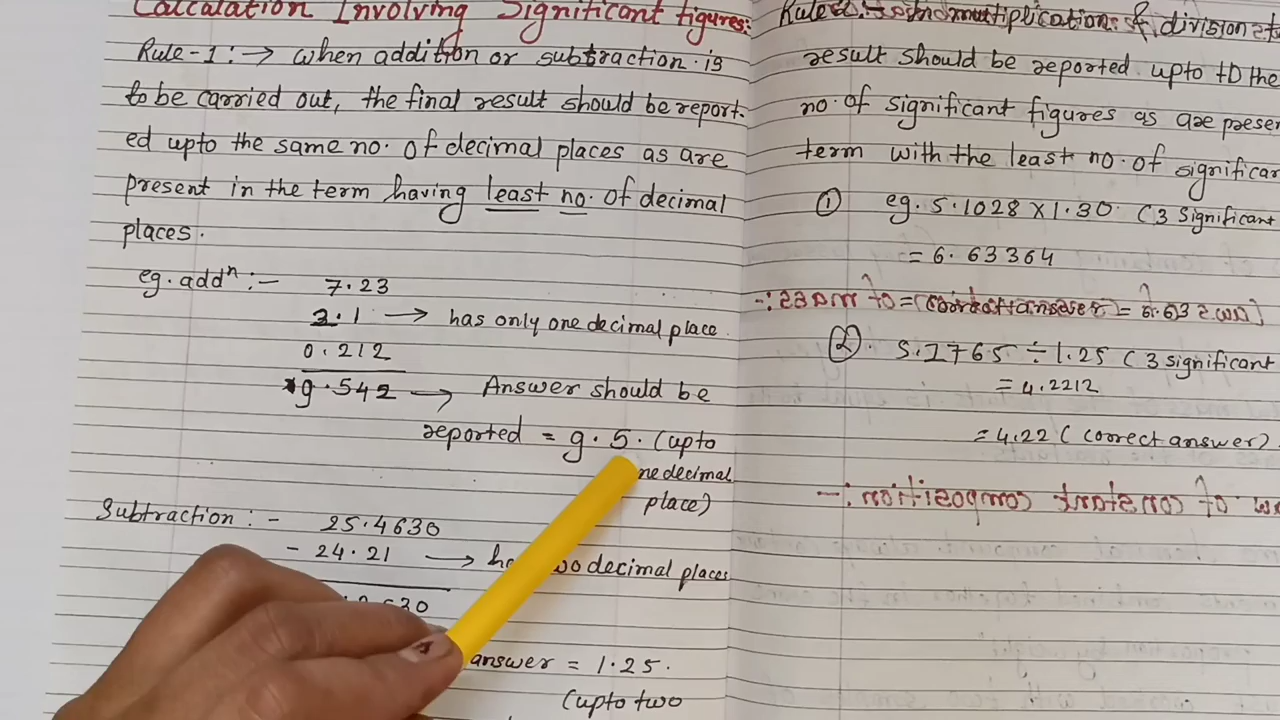 Calculation Involving Significant figures:
Rule-1:→ when addition or subtraction is
to be carried out, the final result should be report-
ed upto the same no. of decimal places as are
present in the term having least no. of decimal
places.
eg. addⁿ :— 7.23
3.1 → has only one decimal place.
0.212
9.542 → Answer should be
reported = 9.5. (upto
ne decimal
place)
Subtraction :- 25.4630
- 24.21 → two decimal places
answer = 1.25.
(upto two
multiplication & division
result should be reported upto to the
no. of significant figures as are
term with the least no. of
① eg. 5.1028 × 1.30 (3 significant
= 6.63364
② 5.2765 ÷ 1.25 (3 significant
= 4.2212
= 4.22 (correct answer)